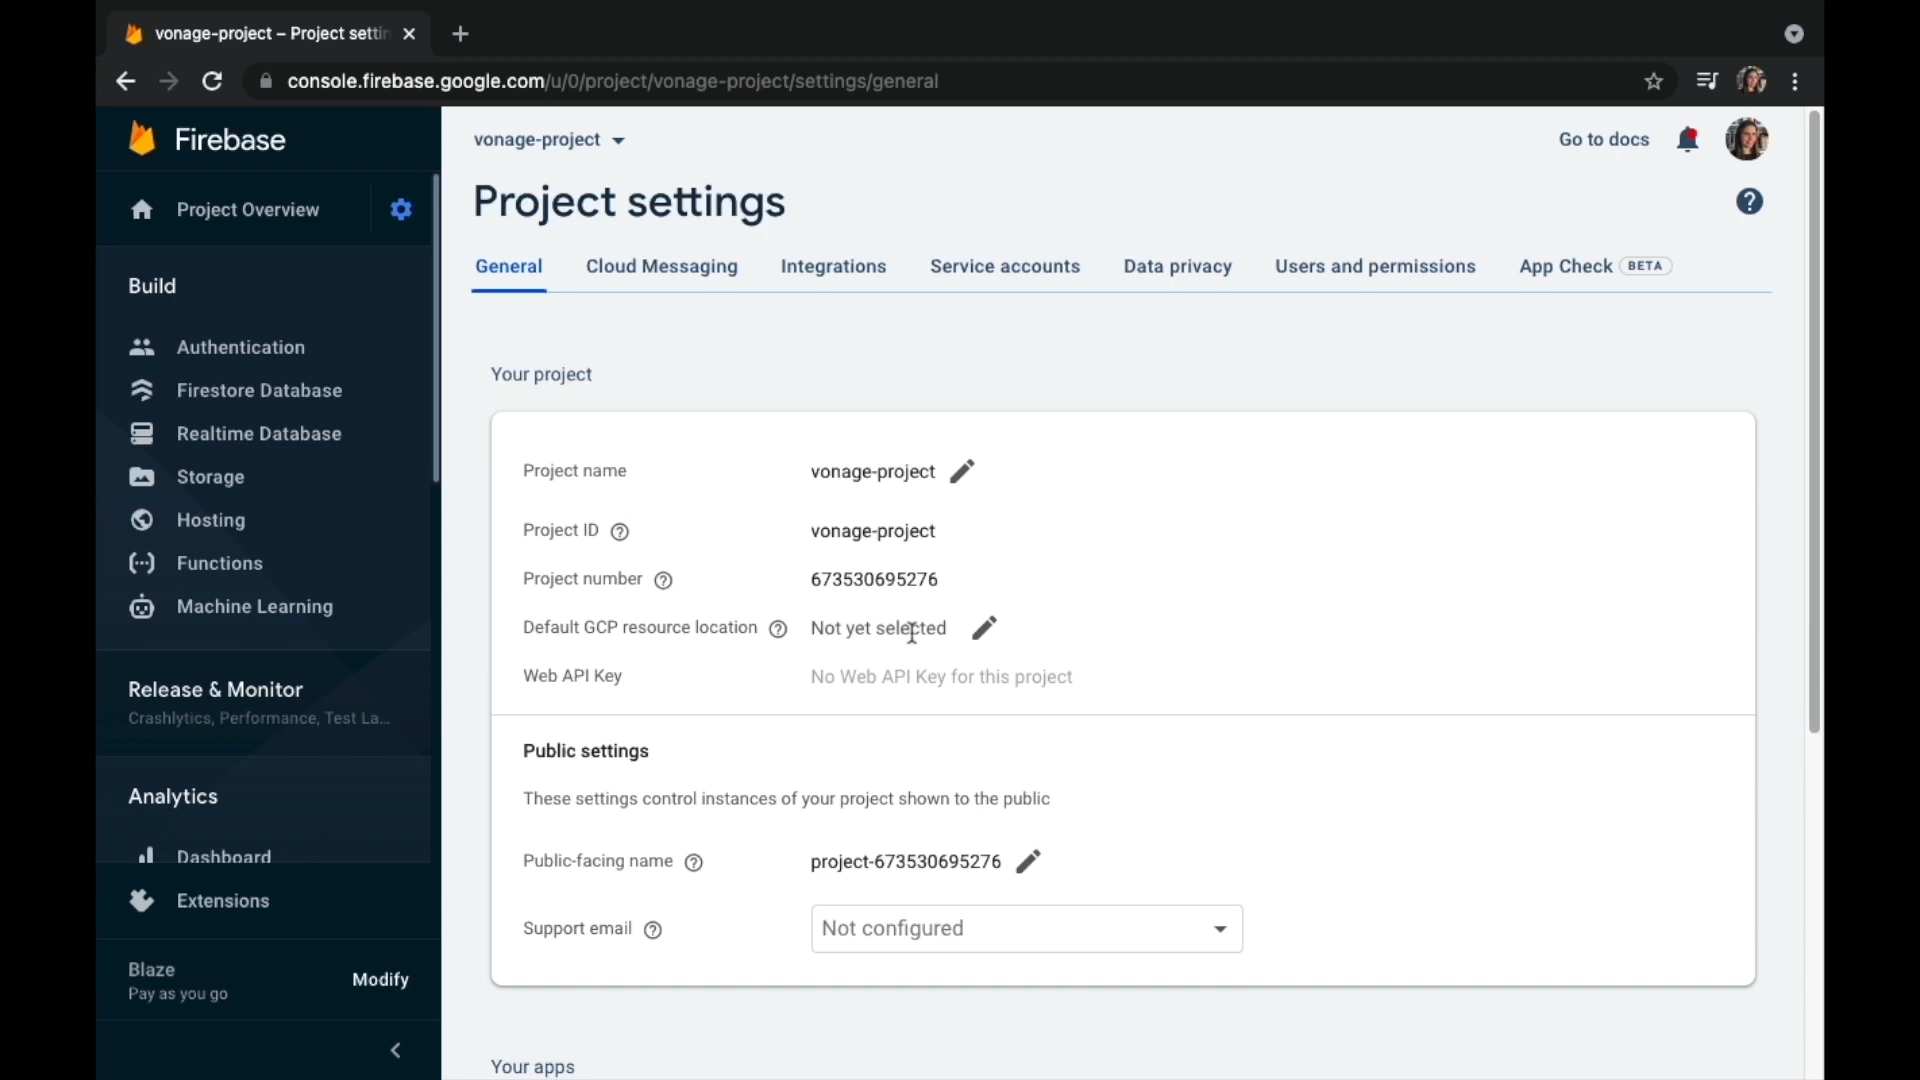 vonage-project – Project settin
console.firebase.google.com/u/0/project/vonage-project/settings/general
Firebase
Project Overview
Build
Authentication
Firestore Database
Realtime Database
Storage
Hosting
Functions
Machine Learning
Release & Monitor
Crashlytics, Performance, Test La...
Analytics
Dashboard
Extensions
Blaze
Pay as you go
Modify
vonage-project
Go to docs
Project settings
General Cloud Messaging Integrations Service accounts Data privacy Users and permissions App Check BETA
Your project
Project name vonage-project
Project ID vonage-project
Project number 673530695276
Default GCP resource location Not yet selected
Web API Key No Web API Key for this project
Public settings
These settings control instances of your project shown to the public
Public-facing name project-673530695276
Support email Not configured
Your apps